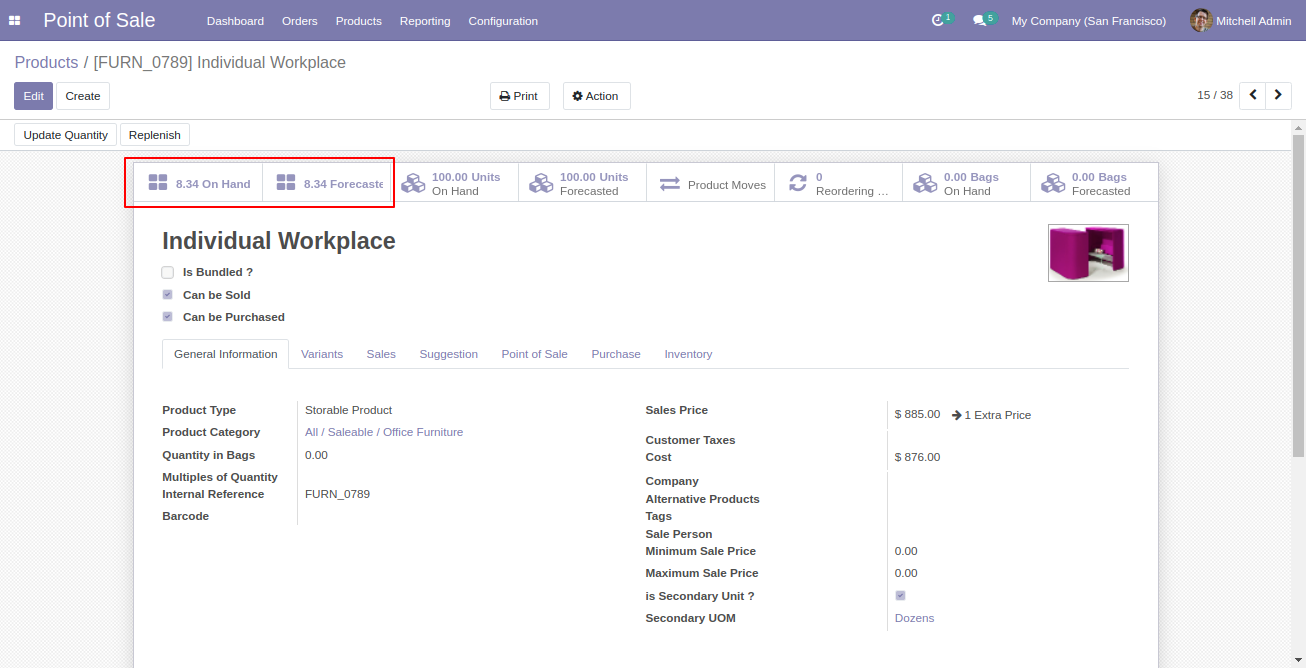 Point of Sale Dashboard Orders Products Reporting Configuration 1 5 My Company (San Francisco) Mitchell Admin
Products / [FURN_0789] Individual Workplace
Edit Create Print Action 15 / 38
Update Quantity Replenish
8.34 On Hand 8.34 Forecaste
100.00 Units On Hand
100.00 Units Forecasted
Product Moves
0 Reordering ...
0.00 Bags On Hand
0.00 Bags Forecasted
Individual Workplace
Is Bundled ?
Can be Sold
Can be Purchased
General Information Variants Sales Suggestion Point of Sale Purchase Inventory
Product Type Storable Product
Product Category All / Saleable / Office Furniture
Quantity in Bags 0.00
Multiples of Quantity
Internal Reference FURN_0789
Barcode
Sales Price $ 885.00 1 Extra Price
Customer Taxes
Cost $ 876.00
Company
Alternative Products
Tags
Sale Person
Minimum Sale Price 0.00
Maximum Sale Price 0.00
is Secondary Unit ?
Secondary UOM Dozens